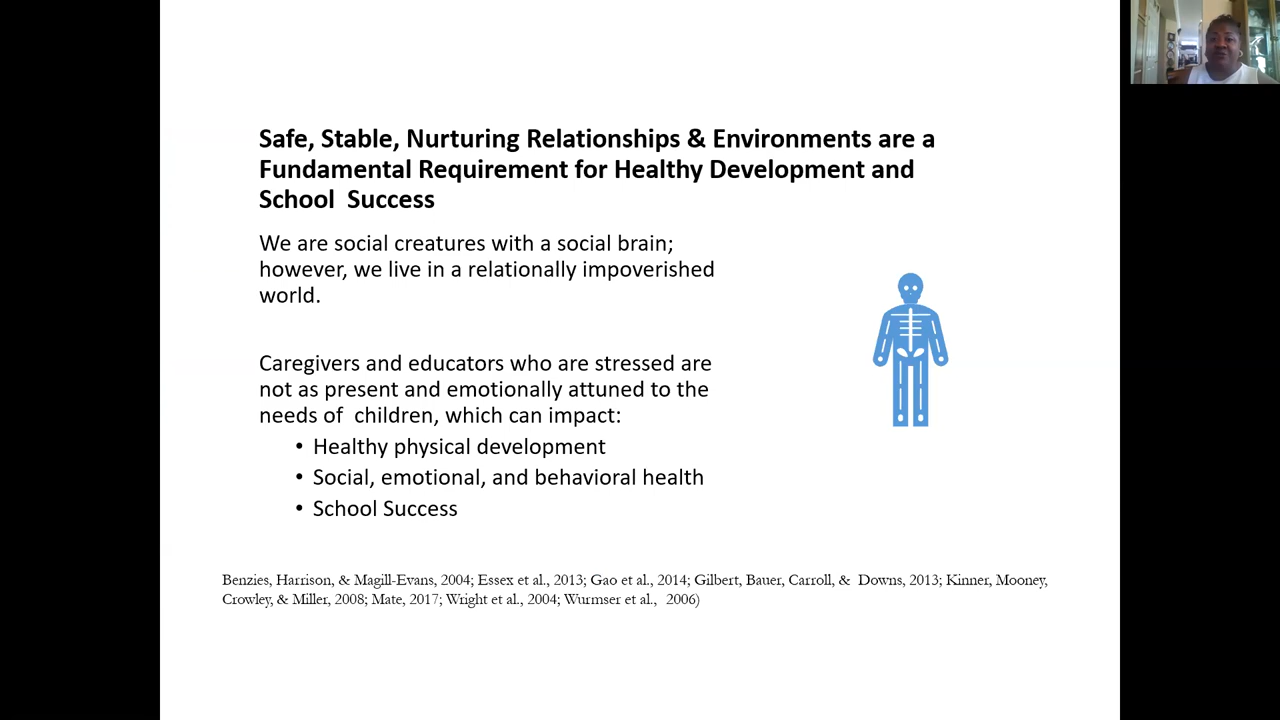 Safe, Stable, Nurturing Relationships & Environments are a
Fundamental Requirement for Healthy Development and
School  Success
We are social creatures with a social brain;
however, we live in a relationally impoverished
world.
Caregivers and educators who are stressed are
not as present and emotionally attuned to the
needs of  children, which can impact:
• Healthy physical development
• Social, emotional, and behavioral health
• School Success
Benzies, Harrison, & Magill-Evans, 2004; Essex et al., 2013; Gao et al., 2014; Gilbert, Bauer, Carroll, &  Downs, 2013; Kinner, Mooney,
Crowley, & Miller, 2008; Mate, 2017; Wright et al., 2004; Wurmser et al.,  2006)